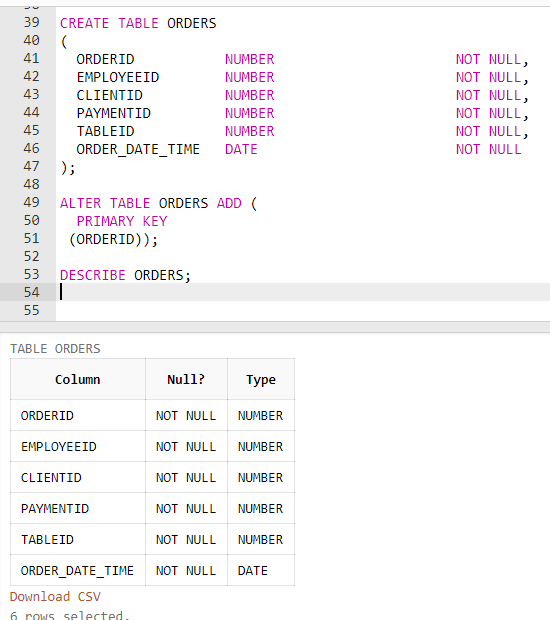 39 CREATE TABLE ORDERS
40 (
41 ORDERID NUMBER NOT NULL,
42 EMPLOYEEID NUMBER NOT NULL,
43 CLIENTID NUMBER NOT NULL,
44 PAYMENTID NUMBER NOT NULL,
45 TABLEID NUMBER NOT NULL,
46 ORDER_DATE_TIME DATE NOT NULL
47 );
48
49 ALTER TABLE ORDERS ADD (
50 PRIMARY KEY
51 (ORDERID));
52
53 DESCRIBE ORDERS;
54
55
TABLE ORDERS
Column Null? Type
ORDERID NOT NULL NUMBER
EMPLOYEEID NOT NULL NUMBER
CLIENTID NOT NULL NUMBER
PAYMENTID NOT NULL NUMBER
TABLEID NOT NULL NUMBER
ORDER_DATE_TIME NOT NULL DATE
Download CSV
6 rows selected.